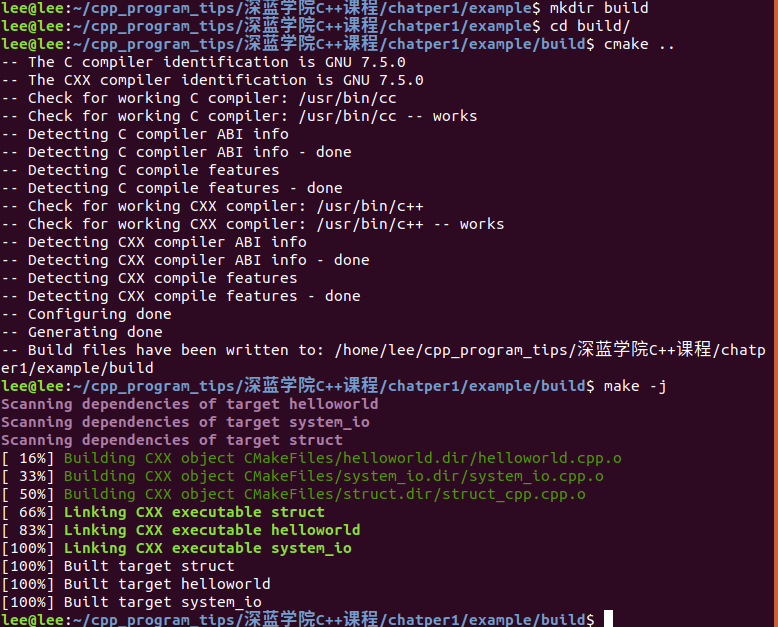 lee@lee:~/cpp_program_tips/深蓝学院C++课程/chatper1/example$ mkdir build
lee@lee:~/cpp_program_tips/深蓝学院C++课程/chatper1/example$ cd build/
lee@lee:~/cpp_program_tips/深蓝学院C++课程/chatper1/example/build$ cmake ..
-- The C compiler identification is GNU 7.5.0
-- The CXX compiler identification is GNU 7.5.0
-- Check for working C compiler: /usr/bin/cc
-- Check for working C compiler: /usr/bin/cc -- works
-- Detecting C compiler ABI info
-- Detecting C compiler ABI info - done
-- Detecting C compile features
-- Detecting C compile features - done
-- Check for working CXX compiler: /usr/bin/c++
-- Check for working CXX compiler: /usr/bin/c++ -- works
-- Detecting CXX compiler ABI info
-- Detecting CXX compiler ABI info - done
-- Detecting CXX compile features
-- Detecting CXX compile features - done
-- Configuring done
-- Generating done
-- Build files have been written to: /home/lee/cpp_program_tips/深蓝学院C++课程/chatp
er1/example/build
lee@lee:~/cpp_program_tips/深蓝学院C++课程/chatper1/example/build$ make -j
Scanning dependencies of target helloworld
Scanning dependencies of target system_io
Scanning dependencies of target struct
[ 16%] Building CXX object CMakeFiles/helloworld.dir/helloworld.cpp.o
[ 33%] Building CXX object CMakeFiles/system_io.dir/system_io.cpp.o
[ 50%] Building CXX object CMakeFiles/struct.dir/struct_cpp.cpp.o
[ 66%] Linking CXX executable struct
[ 83%] Linking CXX executable helloworld
[100%] Linking CXX executable system_io
[100%] Built target struct
[100%] Built target helloworld
[100%] Built target system_io
lee@lee:~/cpp_program_tips/深蓝学院C++课程/chatper1/example/build$